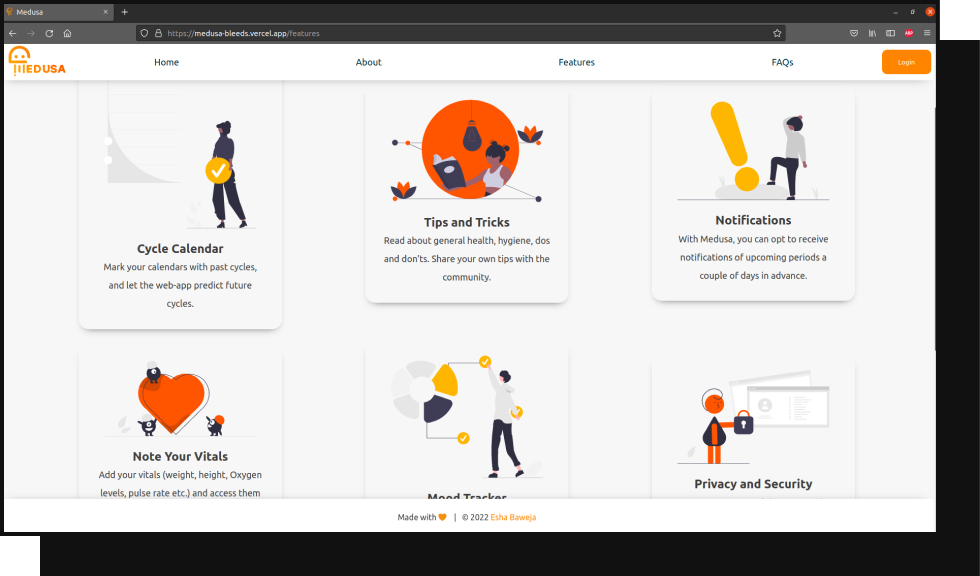 Medusa
https://medusa-bleeds.vercel.app/features
ABP
MEDUSA
Home
About
Features
FAQs
Login
Cycle Calendar
Mark your calendars with past cycles,
and let the web-app predict future
cycles.
Tips and Tricks
Read about general health, hygiene, dos
and don'ts. Share your own tips with the
community.
Notifications
With Medusa, you can opt to receive
notifications of upcoming periods a
couple of days in advance.
Note Your Vitals
Add your vitals (weight, height, Oxygen
levels, pulse rate etc.) and access them
Mood Tracker
Privacy and Security
Made with 🧡 | © 2022 Esha Baweja